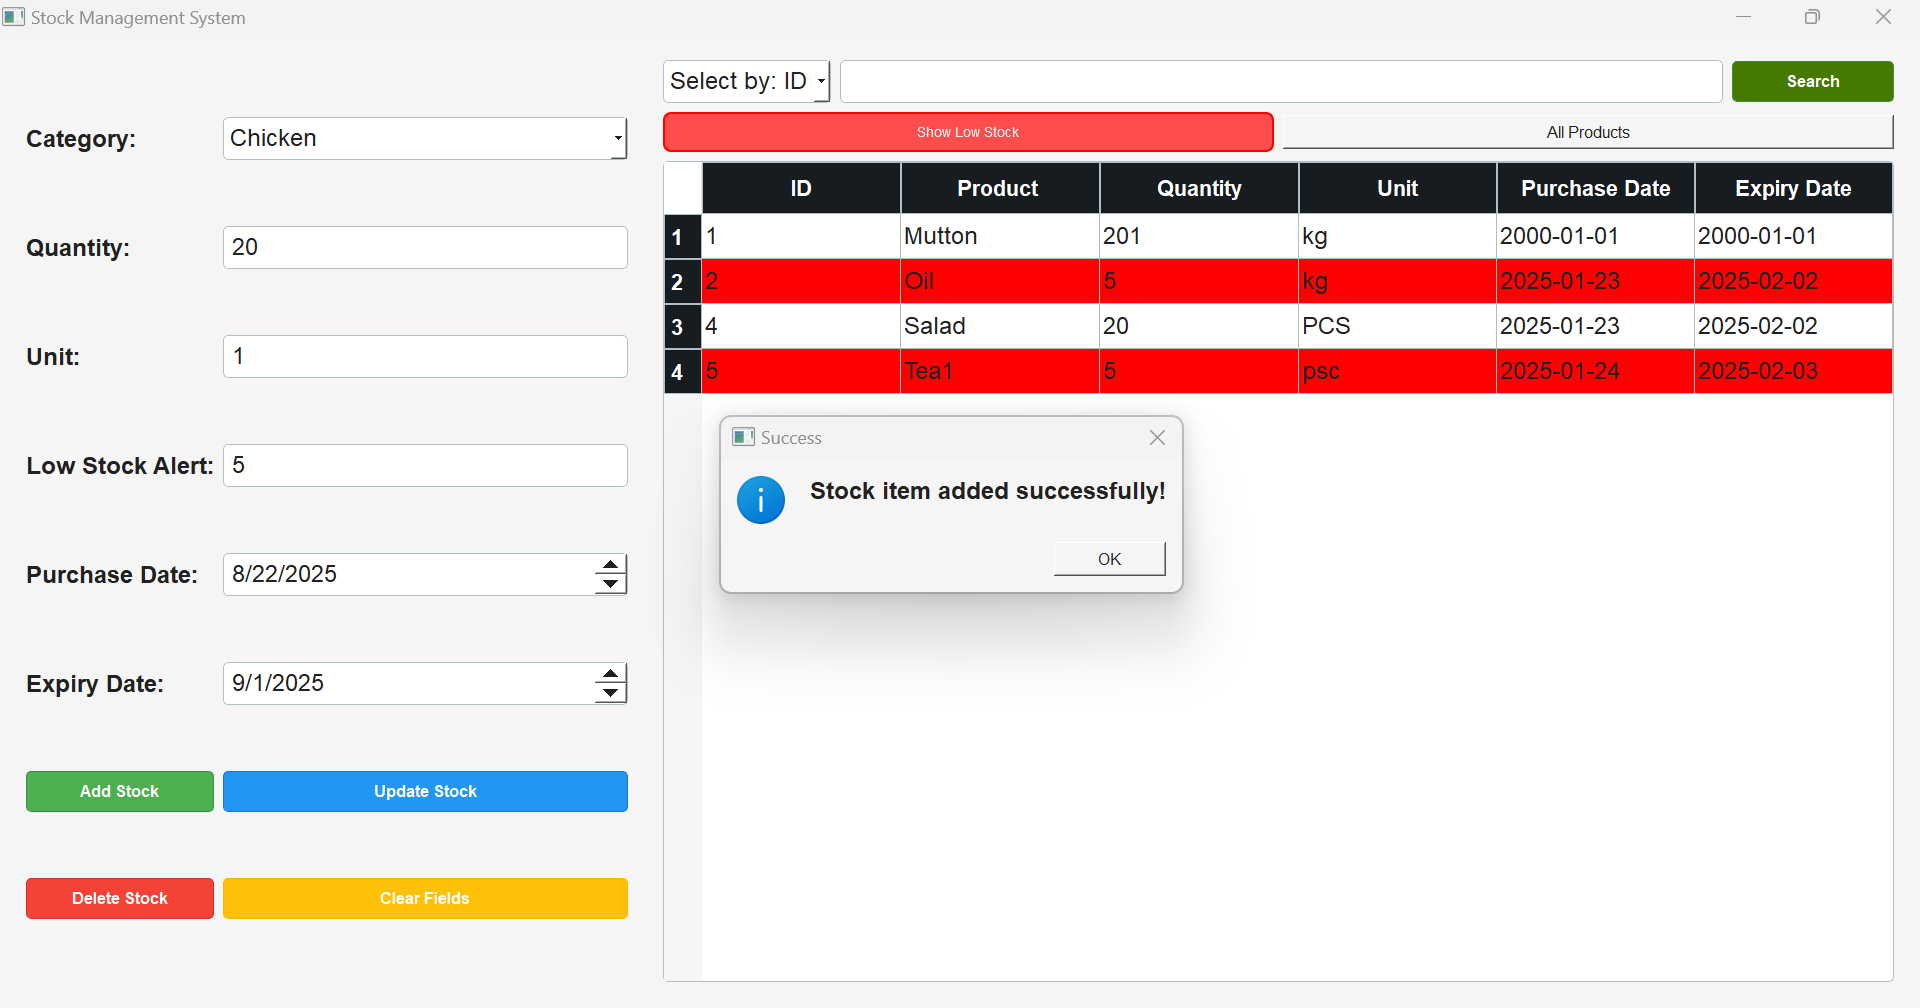 Stock Management System
Select by: ID
Search
Show Low Stock
All Products
Category:
Chicken
Quantity:
20
Unit:
1
Low Stock Alert:
5
Purchase Date:
8/22/2025
Expiry Date:
9/1/2025
Add Stock
Update Stock
Delete Stock
Clear Fields
ID Product Quantity Unit Purchase Date Expiry Date
1 1 Mutton 201 kg 2000-01-01 2000-01-01
2 2 Oil 5 kg 2025-01-23 2025-02-02
3 4 Salad 20 PCS 2025-01-23 2025-02-02
4 5 Tea1 5 psc 2025-01-24 2025-02-03
Success
Stock item added successfully!
OK